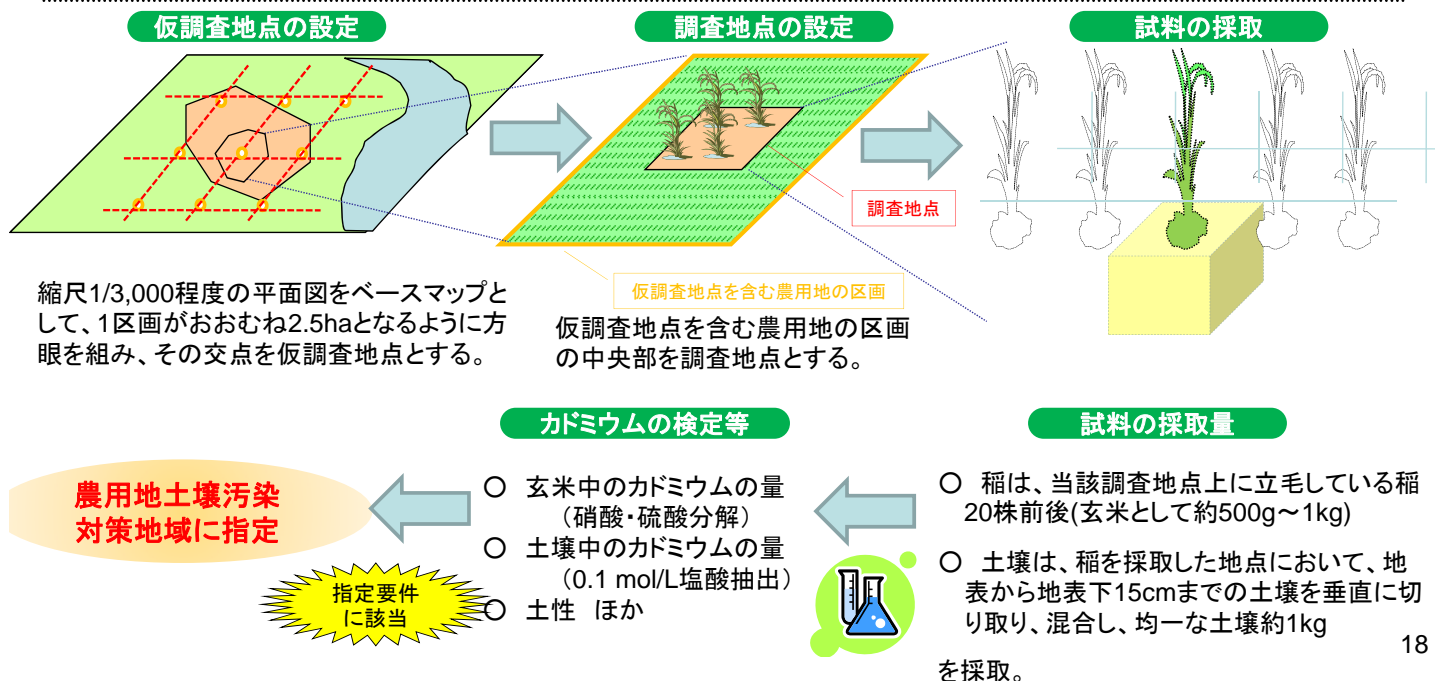 仮調査地点の設定
調査地点の設定
試料の採取
調査地点
仮調査地点を含む農用地の区画
縮尺1/3,000程度の平面図をベースマップと
して、1区画がおおむね2.5haとなるように方
眼を組み、その交点を仮調査地点とする。
仮調査地点を含む農用地の区画
の中央部を調査地点とする。
カドミウムの検定等
試料の採取量
農用地土壌汚染
対策地域に指定
指定要件
に該当
○ 玄米中のカドミウムの量
（硝酸・硫酸分解）
○ 土壌中のカドミウムの量
（0.1 mol/L塩酸抽出）
○ 土性 ほか
○ 稲は、当該調査地点上に立毛している稲
20株前後(玄米として約500g～1kg)
○ 土壌は、稲を採取した地点において、地
表から地表下15cmまでの土壌を垂直に切
り取り、混合し、均一な土壌約1kg
を採取。
18